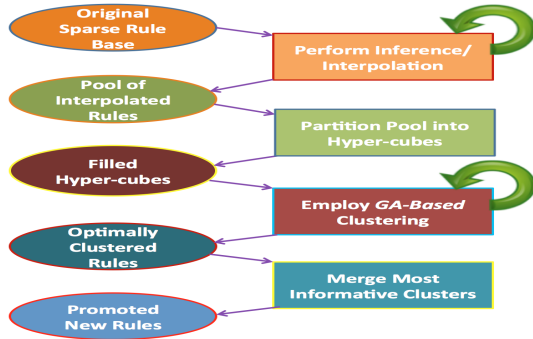 Original
Sparse Rule
Base
Perform Inference/
Interpolation
Pool of
Interpolated
Rules
Partition Pool into
Hyper-cubes
Filled
Hyper-cubes
Employ GA-Based
Clustering
Optimally
Clustered
Rules
Merge Most
Informative Clusters
Promoted
New Rules